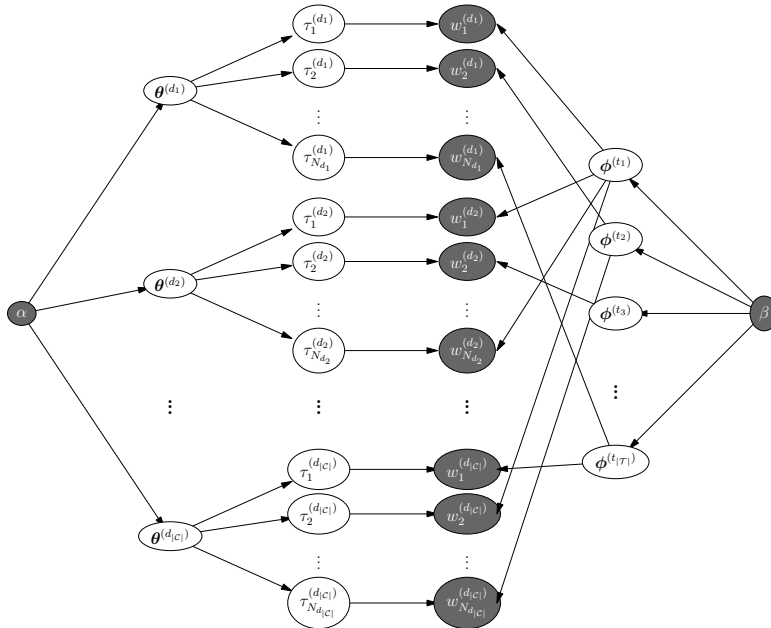 τ_1^{(d_1)} w_1^{(d_1)}
τ_2^{(d_1)} w_2^{(d_1)}
θ^{(d_1)}
⋮ ⋮
τ_{N_{d_1}}^{(d_1)} w_{N_{d_1}}^{(d_1)} ϕ^{(t_1)}
τ_1^{(d_2)} w_1^{(d_2)}
ϕ^{(t_2)}
τ_2^{(d_2)} w_2^{(d_2)}
θ^{(d_2)}
α ⋮ ⋮ ϕ^{(t_3)} β
τ_{N_{d_2}}^{(d_2)} w_{N_{d_2}}^{(d_2)}
⋮ ⋮ ⋮ ⋮
τ_1^{(d_{|C|})} w_1^{(d_{|C|})} ϕ^{(t_{|T|})}
τ_2^{(d_{|C|})} w_2^{(d_{|C|})}
θ^{(d_{|C|})}
⋮ ⋮
τ_{N_{d_{|C|}}}^{(d_{|C|})} w_{N_{d_{|C|}}}^{(d_{|C|})}